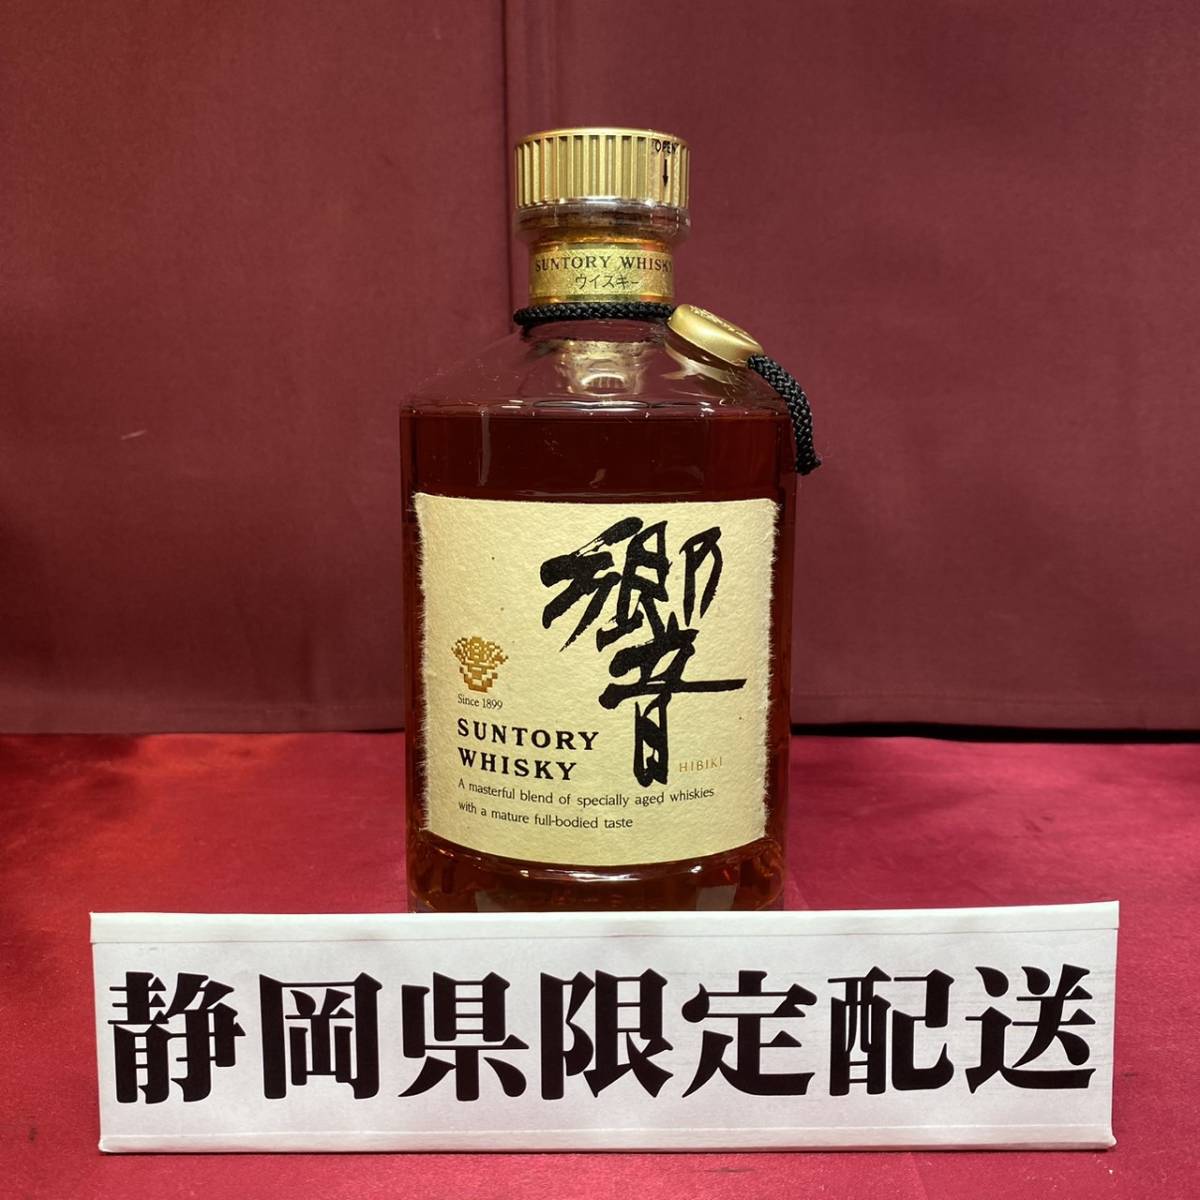 OPEN
SUNTORY WHISKY
ウイスキー
響
Since 1899
SUNTORY
WHISKY
HIBIKI
A masterful blend of specially aged whiskies
with a mature full-bodied taste
静岡県限定配送